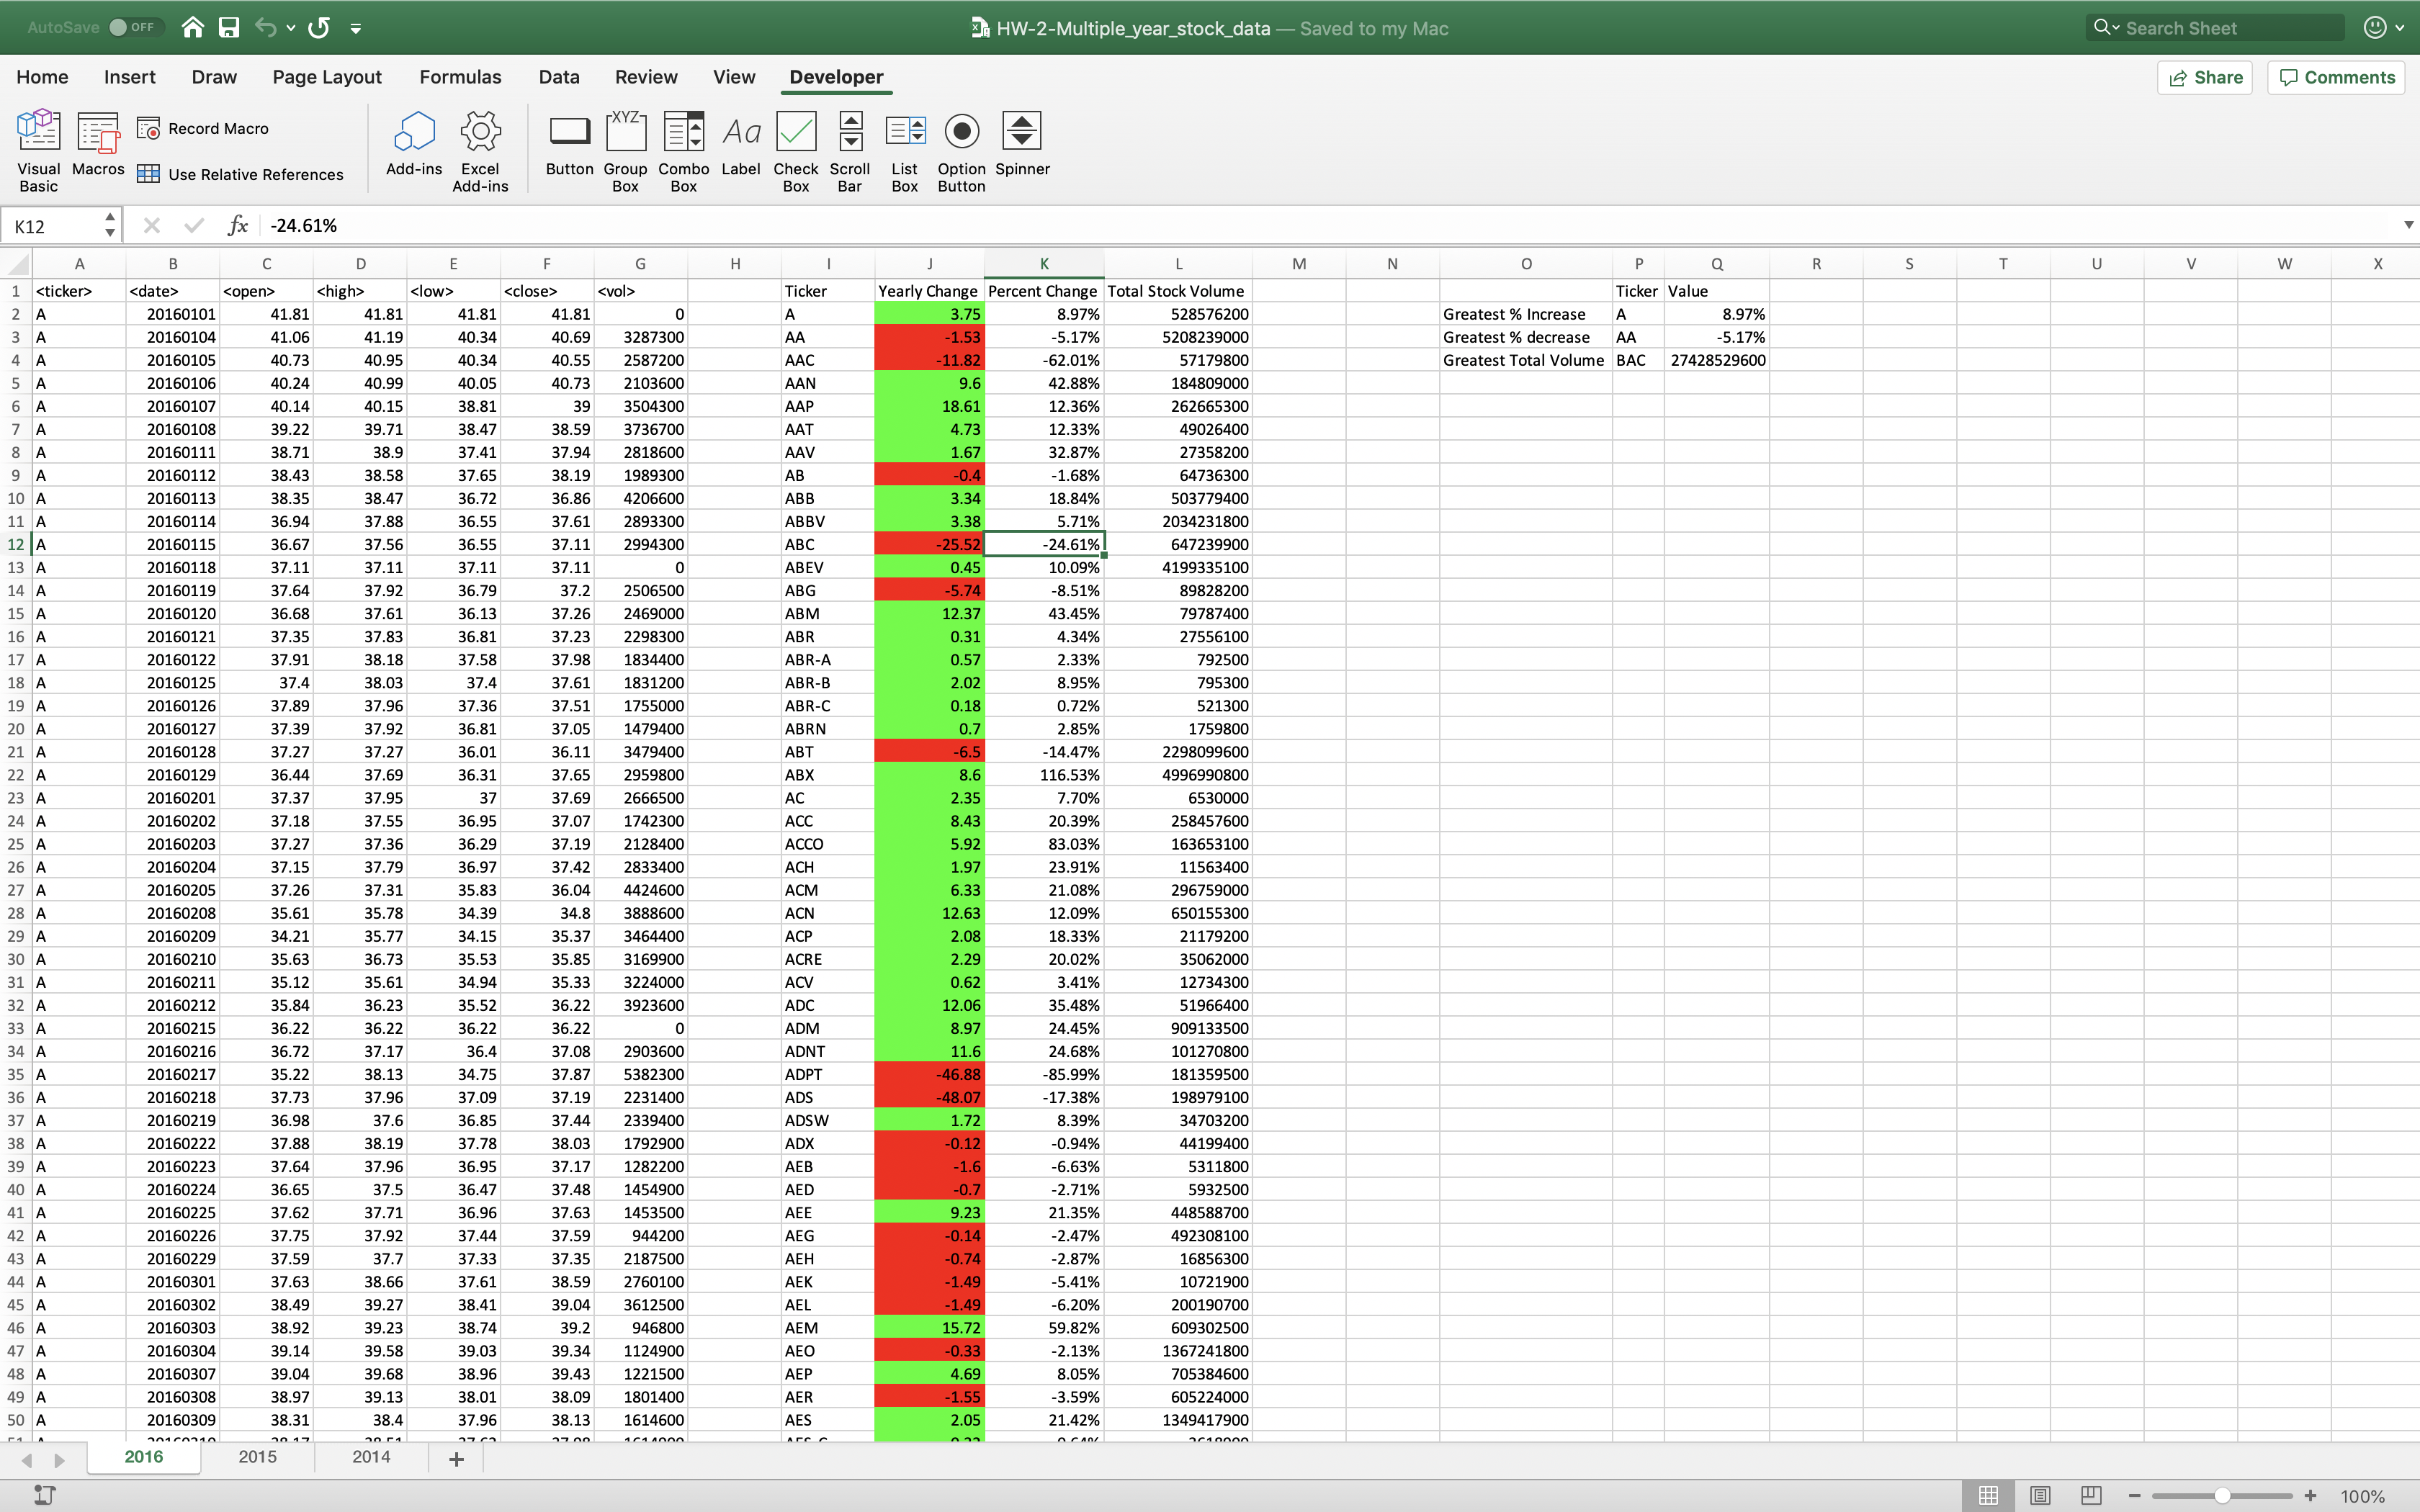 AutoSave OFF HW-2-Multiple_year_stock_data — Saved to my Mac Search Sheet
Home Insert Draw Page Layout Formulas Data Review View Developer Share Comments
Visual Basic Macros Record Macro Use Relative References Add-ins Excel Add-ins Button XYZ Group Box Combo Box Aa Label Check Box Scroll Bar List Box Option Button Spinner
K12 fx -24.61%
A B C D E F G H I J K L M N O P Q R S T U V W X
1 <ticker> <date> <open> <high> <low> <close> <vol> Ticker Yearly Change Percent Change Total Stock Volume Ticker Value
2 A 20160101 41.81 41.81 41.81 41.81 0 A 3.75 8.97% 528576200 Greatest % Increase A 8.97%
3 A 20160104 41.06 41.19 40.34 40.69 3287300 AA -1.53 -5.17% 5208239000 Greatest % decrease AA -5.17%
4 A 20160105 40.73 40.95 40.34 40.55 2587200 AAC -11.82 -62.01% 57179800 Greatest Total Volume BAC 27428529600
5 A 20160106 40.24 40.99 40.05 40.73 2103600 AAN 9.6 42.88% 184809000
6 A 20160107 40.14 40.15 38.81 39 3504300 AAP 18.61 12.36% 262665300
7 A 20160108 39.22 39.71 38.47 38.59 3736700 AAT 4.73 12.33% 49026400
8 A 20160111 38.71 38.9 37.41 37.94 2818600 AAV 1.67 32.87% 27358200
9 A 20160112 38.43 38.58 37.65 38.19 1989300 AB -0.4 -1.68% 64736300
10 A 20160113 38.35 38.47 36.72 36.86 4206600 ABB 3.34 18.84% 503779400
11 A 20160114 36.94 37.88 36.55 37.61 2893300 ABBV 3.38 5.71% 2034231800
12 A 20160115 36.67 37.56 36.55 37.11 2994300 ABC -25.52 -24.61% 647239900
13 A 20160118 37.11 37.11 37.11 37.11 0 ABEV 0.45 10.09% 4199335100
14 A 20160119 37.64 37.92 36.79 37.2 2506500 ABG -5.74 -8.51% 89828200
15 A 20160120 36.68 37.61 36.13 37.26 2469000 ABM 12.37 43.45% 79787400
16 A 20160121 37.35 37.83 36.81 37.23 2298300 ABR 0.31 4.34% 27556100
17 A 20160122 37.91 38.18 37.58 37.98 1834400 ABR-A 0.57 2.33% 792500
18 A 20160125 37.4 38.03 37.4 37.61 1831200 ABR-B 2.02 8.95% 795300
19 A 20160126 37.89 37.96 37.36 37.51 1755000 ABR-C 0.18 0.72% 521300
20 A 20160127 37.39 37.92 36.81 37.05 1479400 ABRN 0.7 2.85% 1759800
21 A 20160128 37.27 37.27 36.01 36.11 3479400 ABT -6.5 -14.47% 2298099600
22 A 20160129 36.44 37.69 36.31 37.65 2959800 ABX 8.6 116.53% 4996990800
23 A 20160201 37.37 37.95 37 37.69 2666500 AC 2.35 7.70% 6530000
24 A 20160202 37.18 37.55 36.95 37.07 1742300 ACC 8.43 20.39% 258457600
25 A 20160203 37.27 37.36 36.29 37.19 2128400 ACCO 5.92 83.03% 163653100
26 A 20160204 37.15 37.79 36.97 37.42 2833400 ACH 1.97 23.91% 11563400
27 A 20160205 37.26 37.31 35.83 36.04 4424600 ACM 6.33 21.08% 296759000
28 A 20160208 35.61 35.78 34.39 34.8 3888600 ACN 12.63 12.09% 650155300
29 A 20160209 34.21 35.77 34.15 35.37 3464400 ACP 2.08 18.33% 21179200
30 A 20160210 35.63 36.73 35.53 35.85 3169900 ACRE 2.29 20.02% 35062000
31 A 20160211 35.12 35.61 34.94 35.33 3224000 ACV 0.62 3.41% 12734300
32 A 20160212 35.84 36.23 35.52 36.22 3923600 ADC 12.06 35.48% 51966400
33 A 20160215 36.22 36.22 36.22 36.22 0 ADM 8.97 24.45% 909133500
34 A 20160216 36.72 37.17 36.4 37.08 2903600 ADNT 11.6 24.68% 101270800
35 A 20160217 35.22 38.13 34.75 37.87 5382300 ADPT -46.88 -85.99% 181359500
36 A 20160218 37.73 37.96 37.09 37.19 2231400 ADS -48.07 -17.38% 198979100
37 A 20160219 36.98 37.6 36.85 37.44 2339400 ADSW 1.72 8.39% 34703200
38 A 20160222 37.88 38.19 37.78 38.03 1792900 ADX -0.12 -0.94% 44199400
39 A 20160223 37.64 37.96 36.95 37.17 1282200 AEB -1.6 -6.63% 5311800
40 A 20160224 36.65 37.5 36.47 37.48 1454900 AED -0.7 -2.71% 5932500
41 A 20160225 37.62 37.71 36.96 37.63 1453500 AEE 9.23 21.35% 448588700
42 A 20160226 37.75 37.92 37.44 37.59 944200 AEG -0.14 -2.47% 492308100
43 A 20160229 37.59 37.7 37.33 37.35 2187500 AEH -0.74 -2.87% 16856300
44 A 20160301 37.63 38.66 37.61 38.59 2760100 AEK -1.49 -5.41% 10721900
45 A 20160302 38.49 39.27 38.41 39.04 3612500 AEL -1.49 -6.20% 200190700
46 A 20160303 38.92 39.23 38.74 39.2 946800 AEM 15.72 59.82% 609302500
47 A 20160304 39.14 39.58 39.03 39.34 1124900 AEO -0.33 -2.13% 1367241800
48 A 20160307 39.04 39.68 38.96 39.43 1221500 AEP 4.69 8.05% 705384600
49 A 20160308 38.97 39.13 38.01 38.09 1801400 AER -1.55 -3.59% 605224000
50 A 20160309 38.31 38.4 37.96 38.13 1614600 AES 2.05 21.42% 1349417900
2016 2015 2014 +
100%